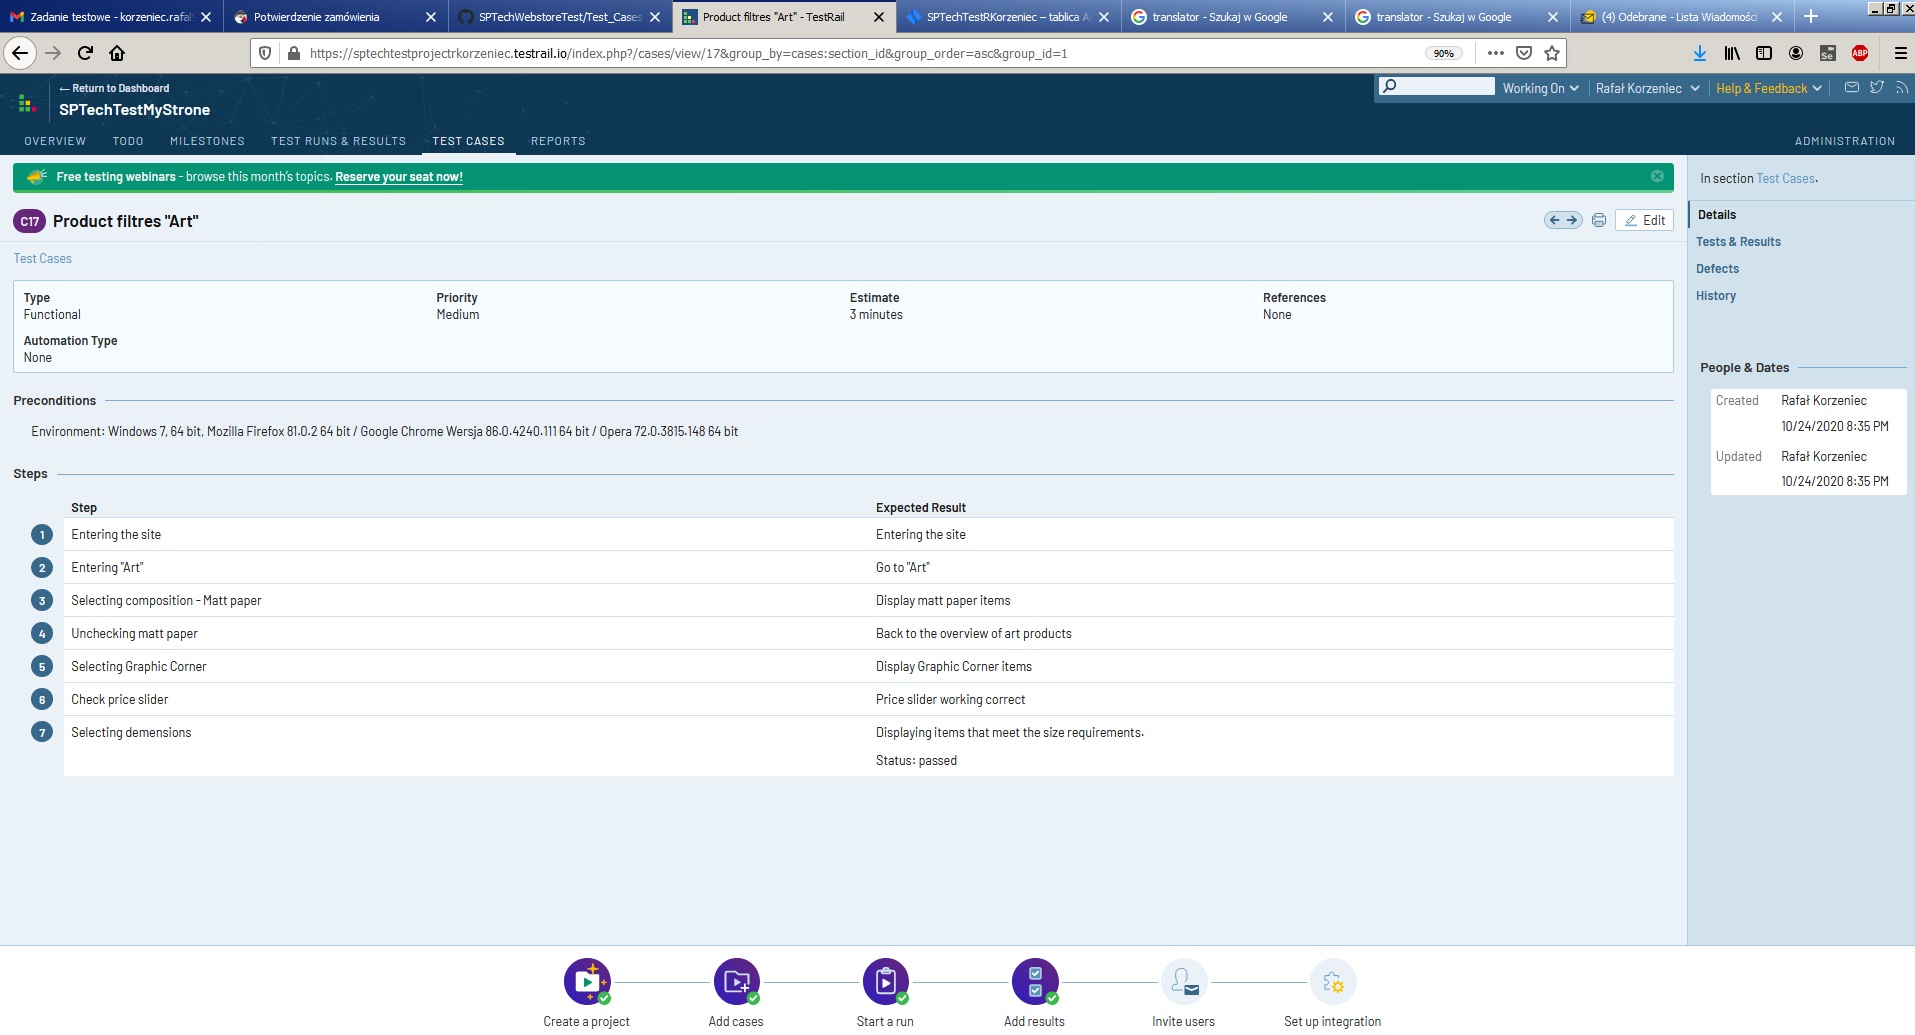 Zadanie testowe - korzeniec.rafal
Potwierdzenie zamówienia
SPTechWebstoreTest/Test_Cases
Product filtres "Art" - TestRail
SPTechTestRKorzeniec – tablica Ag
translator - Szukaj w Google
translator - Szukaj w Google
(4) Odebrane - Lista Wiadomości -
https://sptechtestprojectrkorzeniec.testrail.io/index.php?/cases/view/17&group_by=cases:section_id&group_order=asc&group_id=1
90%
Se
ABP
← Return to Dashboard
SPTechTestMyStrone
Working On
Rafał Korzeniec
Help & Feedback
OVERVIEW
TODO
MILESTONES
TEST RUNS & RESULTS
TEST CASES
REPORTS
ADMINISTRATION
Free testing webinars - browse this month's topics. Reserve your seat now!
In section Test Cases.
C17 Product filtres "Art"
Edit
Details
Tests & Results
Defects
History
Test Cases
Type
Functional
Priority
Medium
Estimate
3 minutes
References
None
Automation Type
None
People & Dates
Created Rafał Korzeniec
10/24/2020 8:35 PM
Updated Rafał Korzeniec
10/24/2020 8:35 PM
Preconditions
Environment: Windows 7, 64 bit, Mozilla Firefox 81.0.2 64 bit / Google Chrome Wersja 86.0.4240.111 64 bit / Opera 72.0.3815.148 64 bit
Steps
Step Expected Result
1 Entering the site Entering the site
2 Entering "Art" Go to "Art"
3 Selecting composition - Matt paper Display matt paper items
4 Unchecking matt paper Back to the overview of art products
5 Selecting Graphic Corner Display Graphic Corner items
6 Check price slider Price slider working correct
7 Selecting demensions Displaying items that meet the size requirements.
Status: passed
Create a project
Add cases
Start a run
Add results
Invite users
Set up integration